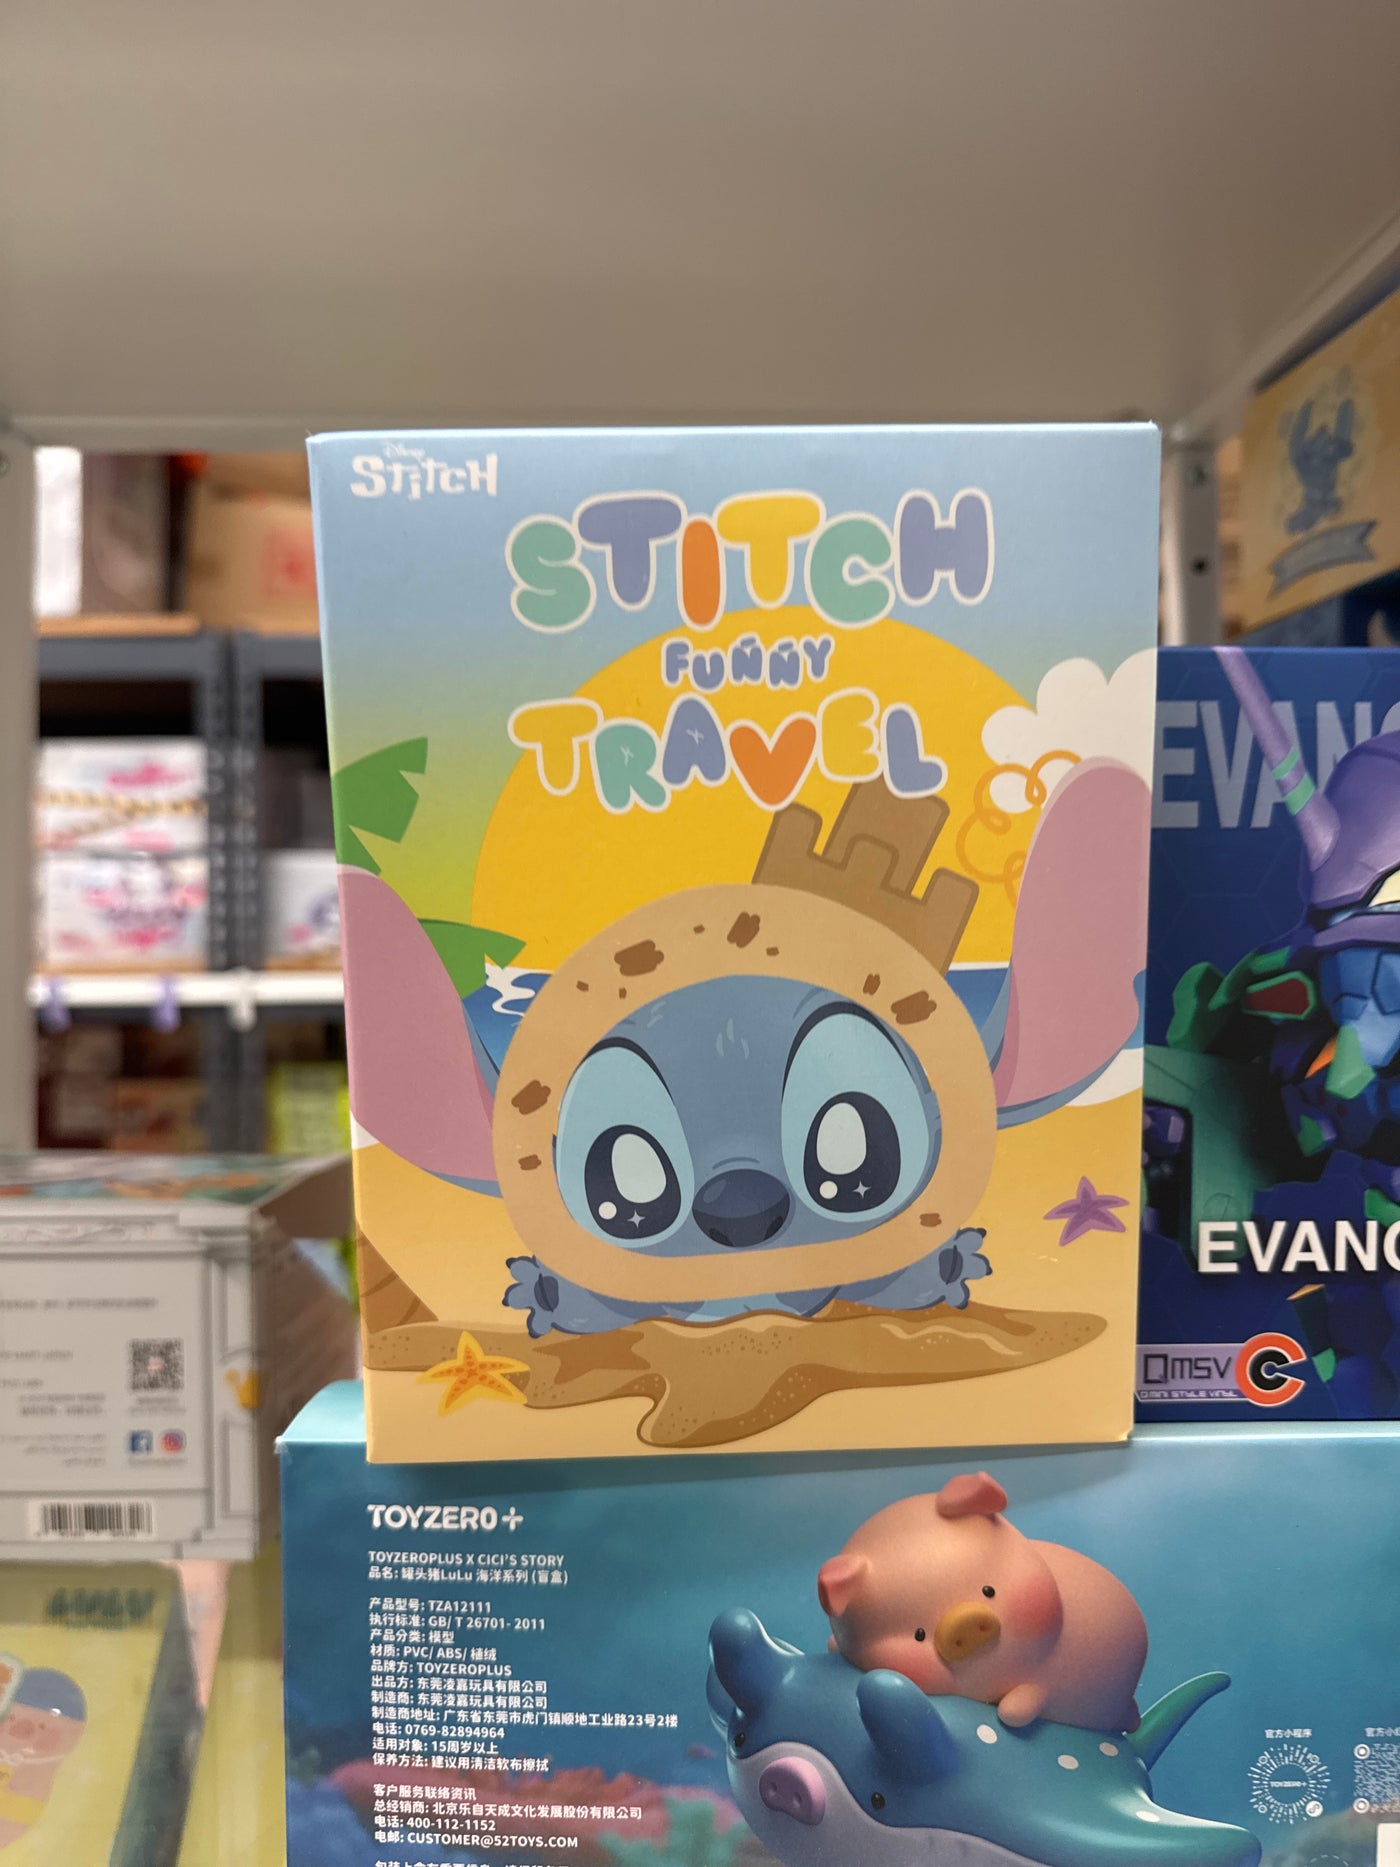 Disney
STITCH
STITCH
FUÑÑY
TRAVEL
EVAN
EVANG
QMSV
Q MINI STYLE VINYL
TOYZERO+
TOYZEROPLUS X CICI'S STORY
品名: 罐头猪LuLu 海洋系列 (盲盒)
产品型号: TZA12111
执行标准: GB/ T 26701- 2011
产品分类: 模型
材质: PVC/ ABS/ 植绒
品牌方: TOYZEROPLUS
出品方: 东莞凌嘉玩具有限公司
制造商: 东莞凌嘉玩具有限公司
制造商地址: 广东省东莞市虎门镇顺地工业路23号2楼
电话: 0769-82894964
适用对象: 15周岁以上
保养方法: 建议用清洁软布擦拭
客户服务联络资讯
总经销商: 北京乐自天成文化发展股份有限公司
电话: 400-112-1152
电邮: CUSTOMER@52TOYS.COM
官方小程序
TOYZERO+